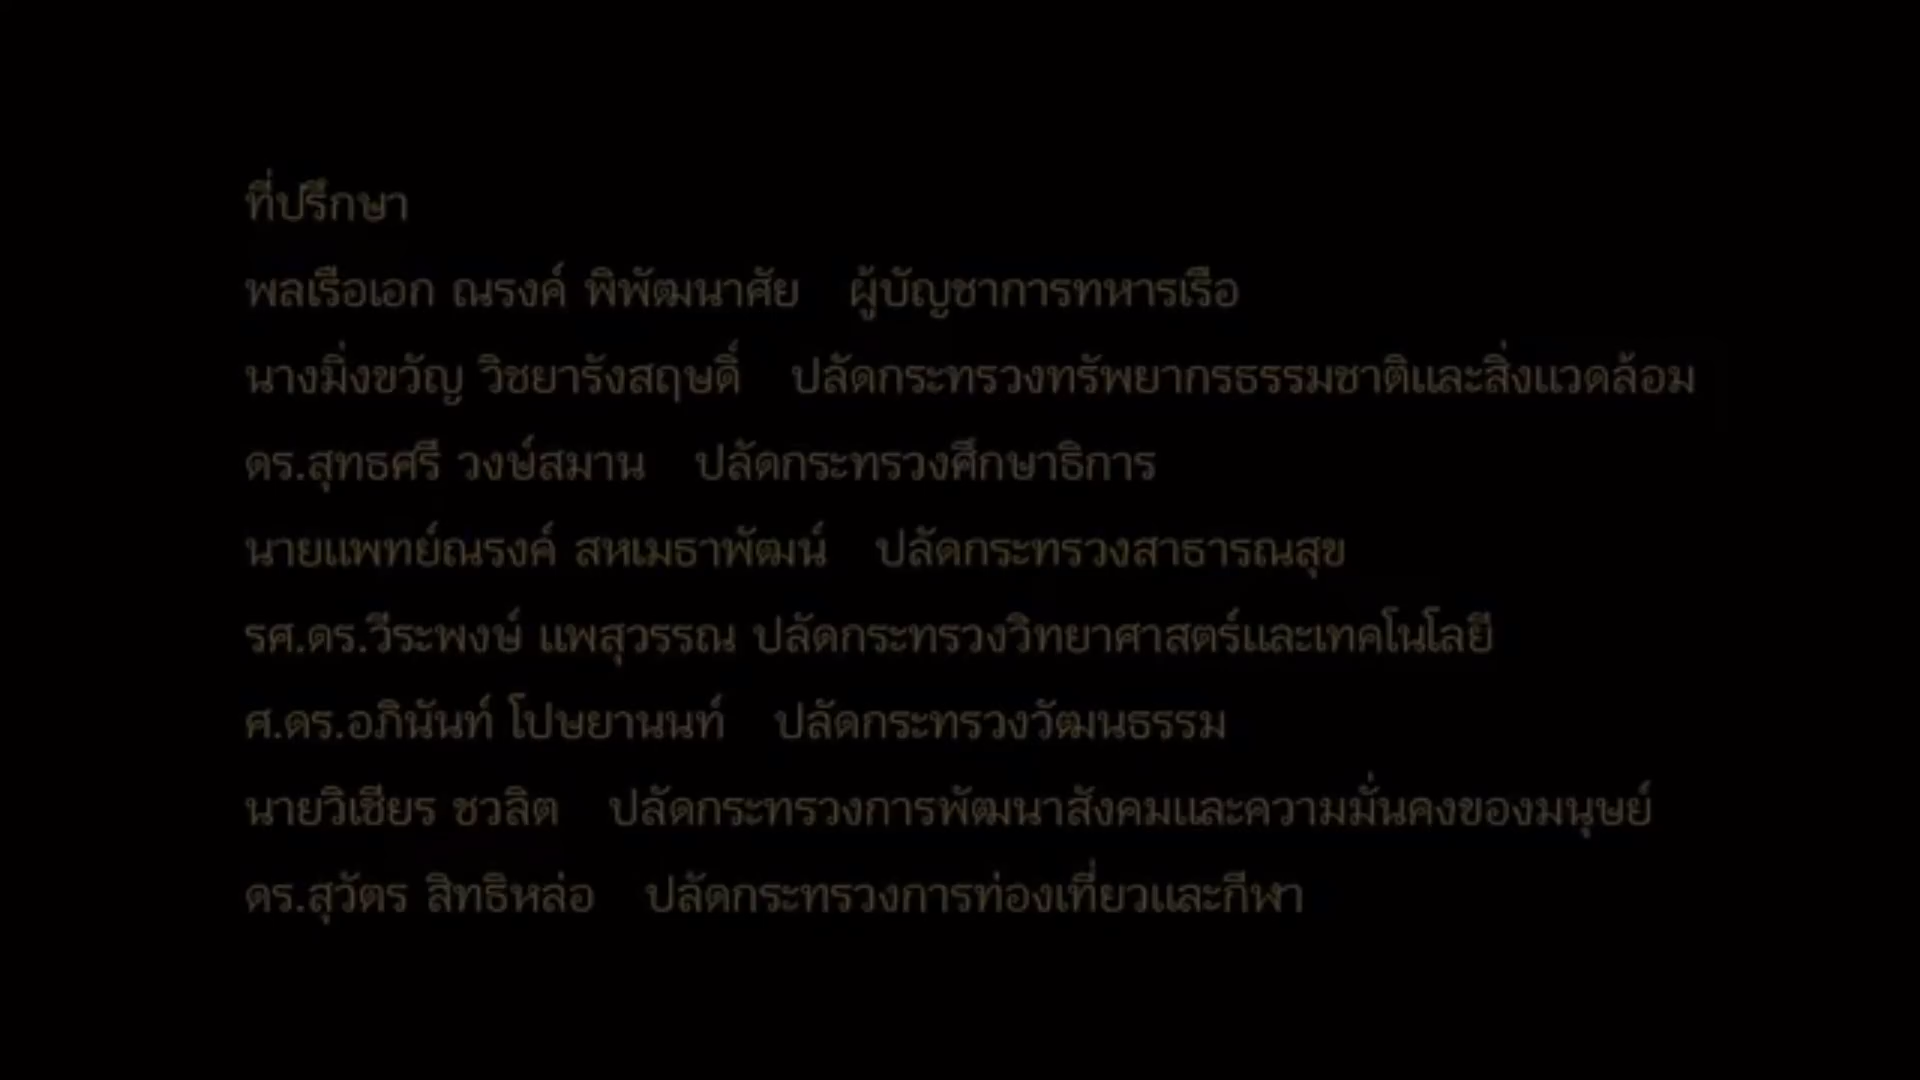 ที่ปรึกษา
พลเรือเอก ณรงค์ พิพัฒนาศัย ผู้บัญชาการทหารเรือ
นางมิ่งขวัญ วิชยารังสฤษดิ์ ปลัดกระทรวงทรัพยากรธรรมชาติและสิ่งแวดล้อม
ดร.สุทธศรี วงษ์สมาน ปลัดกระทรวงศึกษาธิการ
นายแพทย์ณรงค์ สหเมธาพัฒน์ ปลัดกระทรวงสาธารณสุข
รศ.ดร.วีระพงษ์ แพสุวรรณ ปลัดกระทรวงวิทยาศาสตร์และเทคโนโลยี
ศ.ดร.อภินันท์ โปษยานนท์ ปลัดกระทรวงวัฒนธรรม
นายวิเชียร ชวลิต ปลัดกระทรวงการพัฒนาสังคมและความมั่นคงของมนุษย์
ดร.สุวัตร สิทธิหล่อ ปลัดกระทรวงการท่องเที่ยวและกีฬา